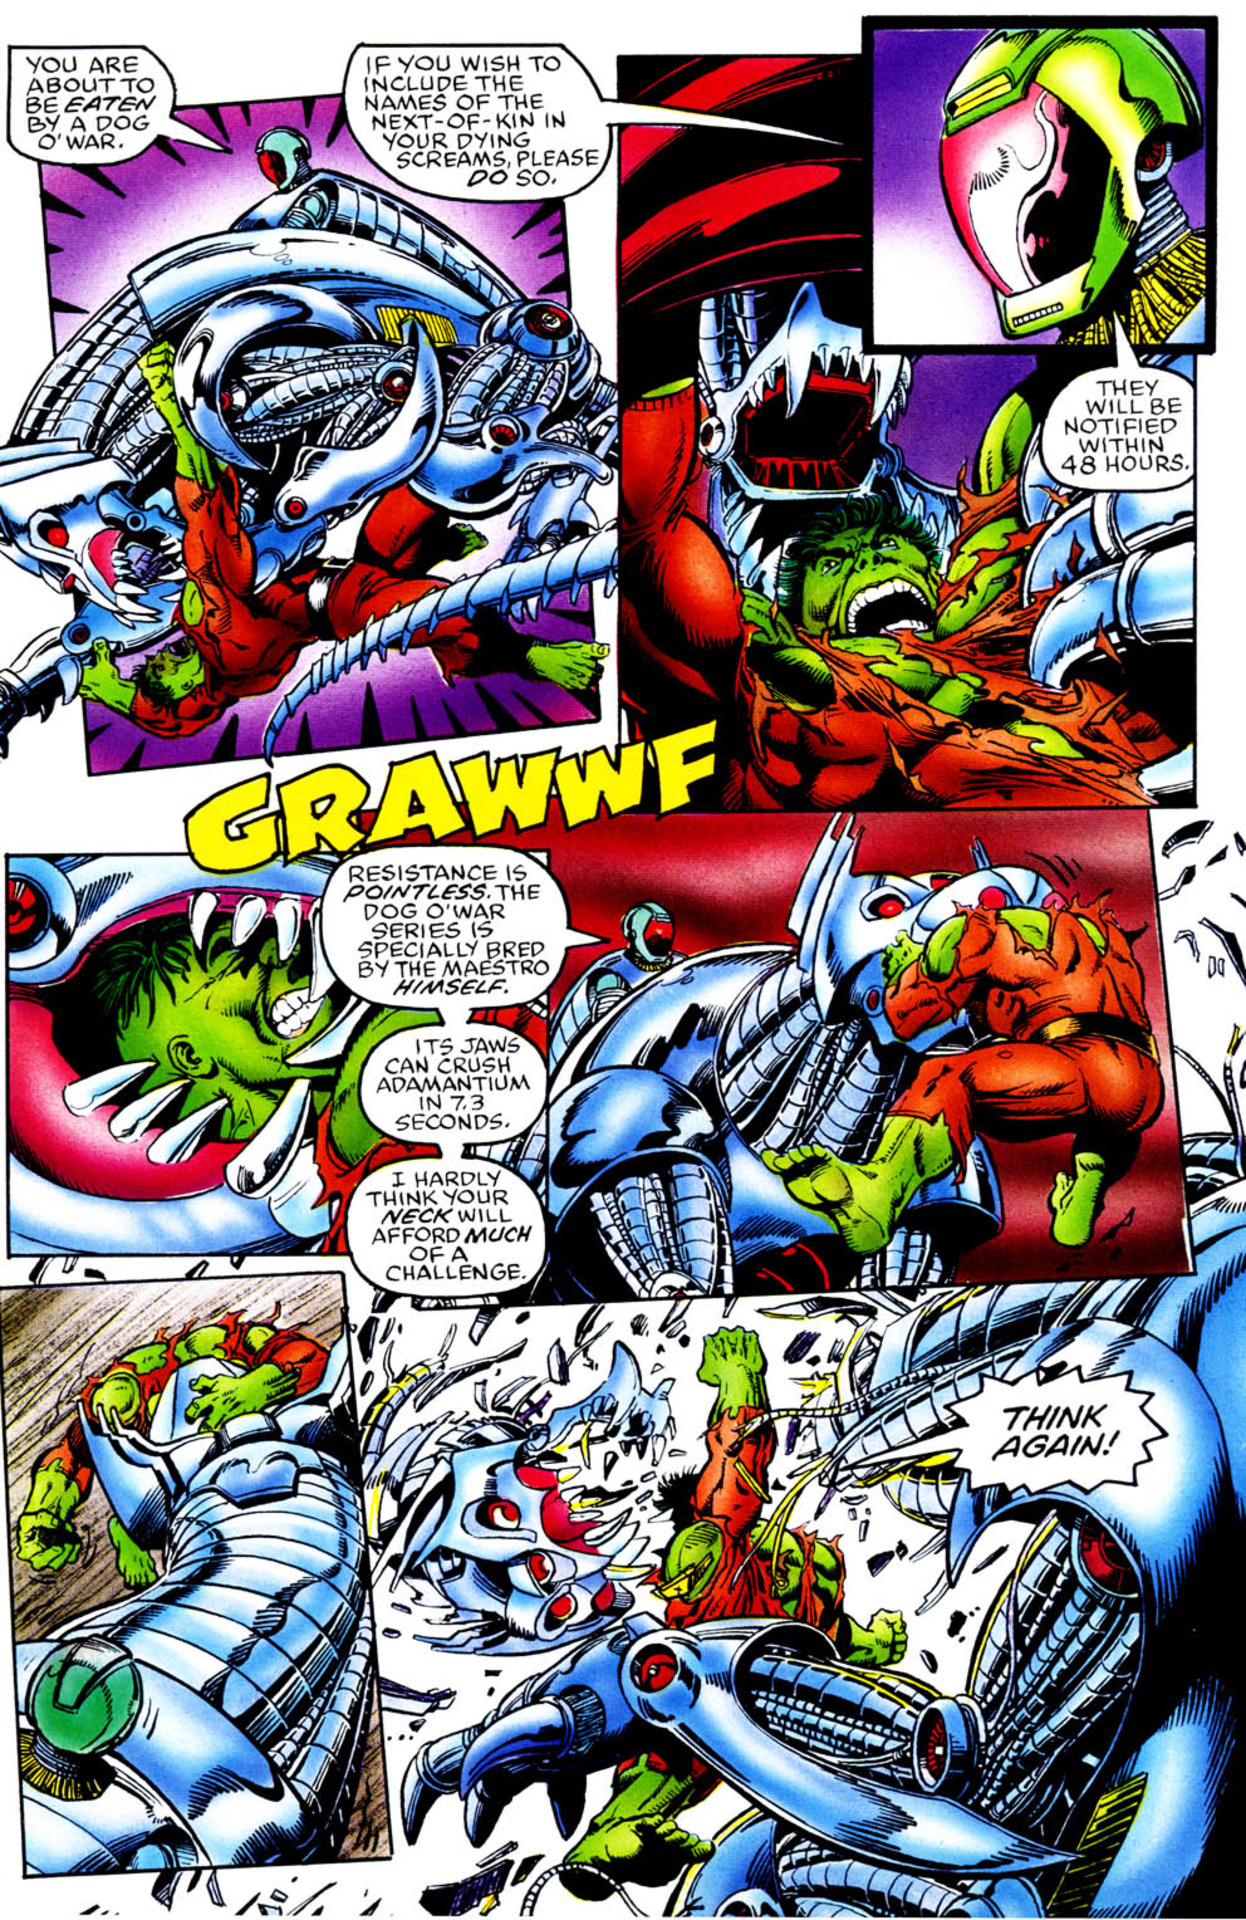 YOU ARE
ABOUT TO
BE EATEN
BY A DOG
O'WAR.
IF YOU WISH TO
INCLUDE THE
NAMES OF THE
NEXT-OF-KIN IN
YOUR DYING
SCREAMS, PLEASE
DO SO.
THEY
WILL BE
NOTIFIED
WITHIN
48 HOURS.
GRAWWF
RESISTANCE IS
POINTLESS. THE
DOG O'WAR
SERIES IS
SPECIALLY BRED
BY THE MAESTRO
HIMSELF.
ITS JAWS
CAN CRUSH
ADAMANTIUM
IN 7.3
SECONDS.
I HARDLY
THINK YOUR
NECK WILL
AFFORD MUCH
OF A
CHALLENGE.
THINK
AGAIN!